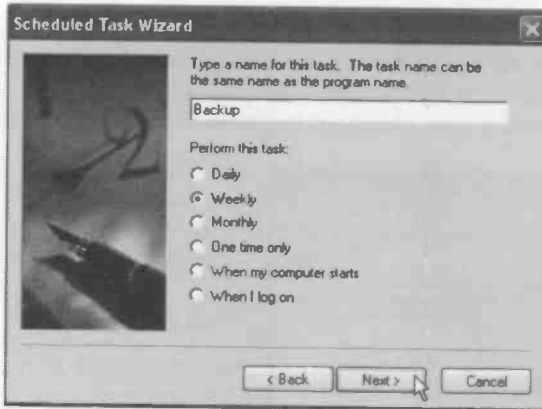 Scheduled Task Wizard
Type a name for this task. The task name can be
the same name as the program name.
Backup
Perform this task:
Daily
Weekly
Monthly
One time only
When my computer starts
When I log on
2
< Back
Next >
Cancel